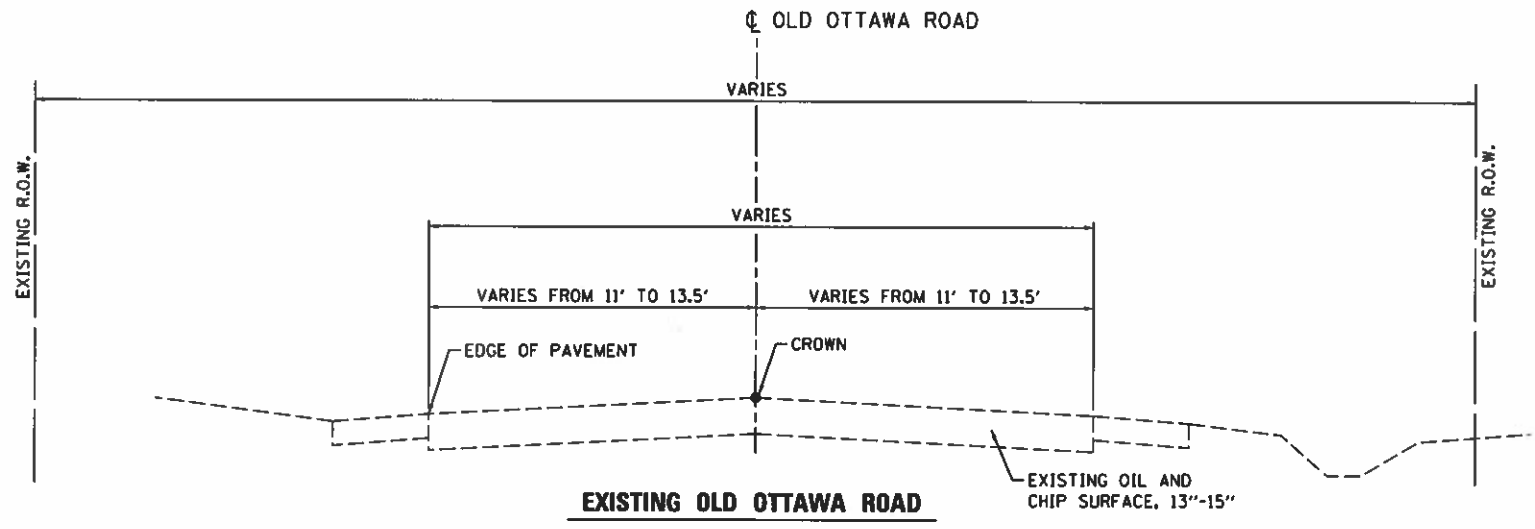 ℄ OLD OTTAWA ROAD
VARIES
EXISTING R.O.W.
EXISTING R.O.W.
VARIES
VARIES FROM 11' TO 13.5'
VARIES FROM 11' TO 13.5'
EDGE OF PAVEMENT
CROWN
EXISTING OIL AND
CHIP SURFACE, 13"-15"
EXISTING OLD OTTAWA ROAD